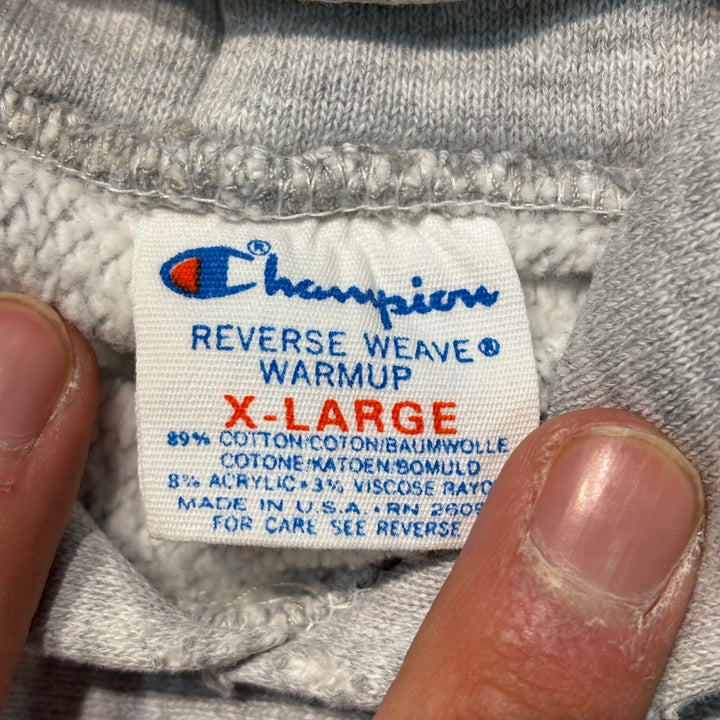 Champion®
REVERSE WEAVE®
WARMUP
X-LARGE
89% COTTON/COTON/BAUMWOLLE
COTONE/KATOEN/BOMULD
8% ACRYLIC • 3% VISCOSE
MADE IN U.S.A. • RN
FOR CARE SEE REVERSE